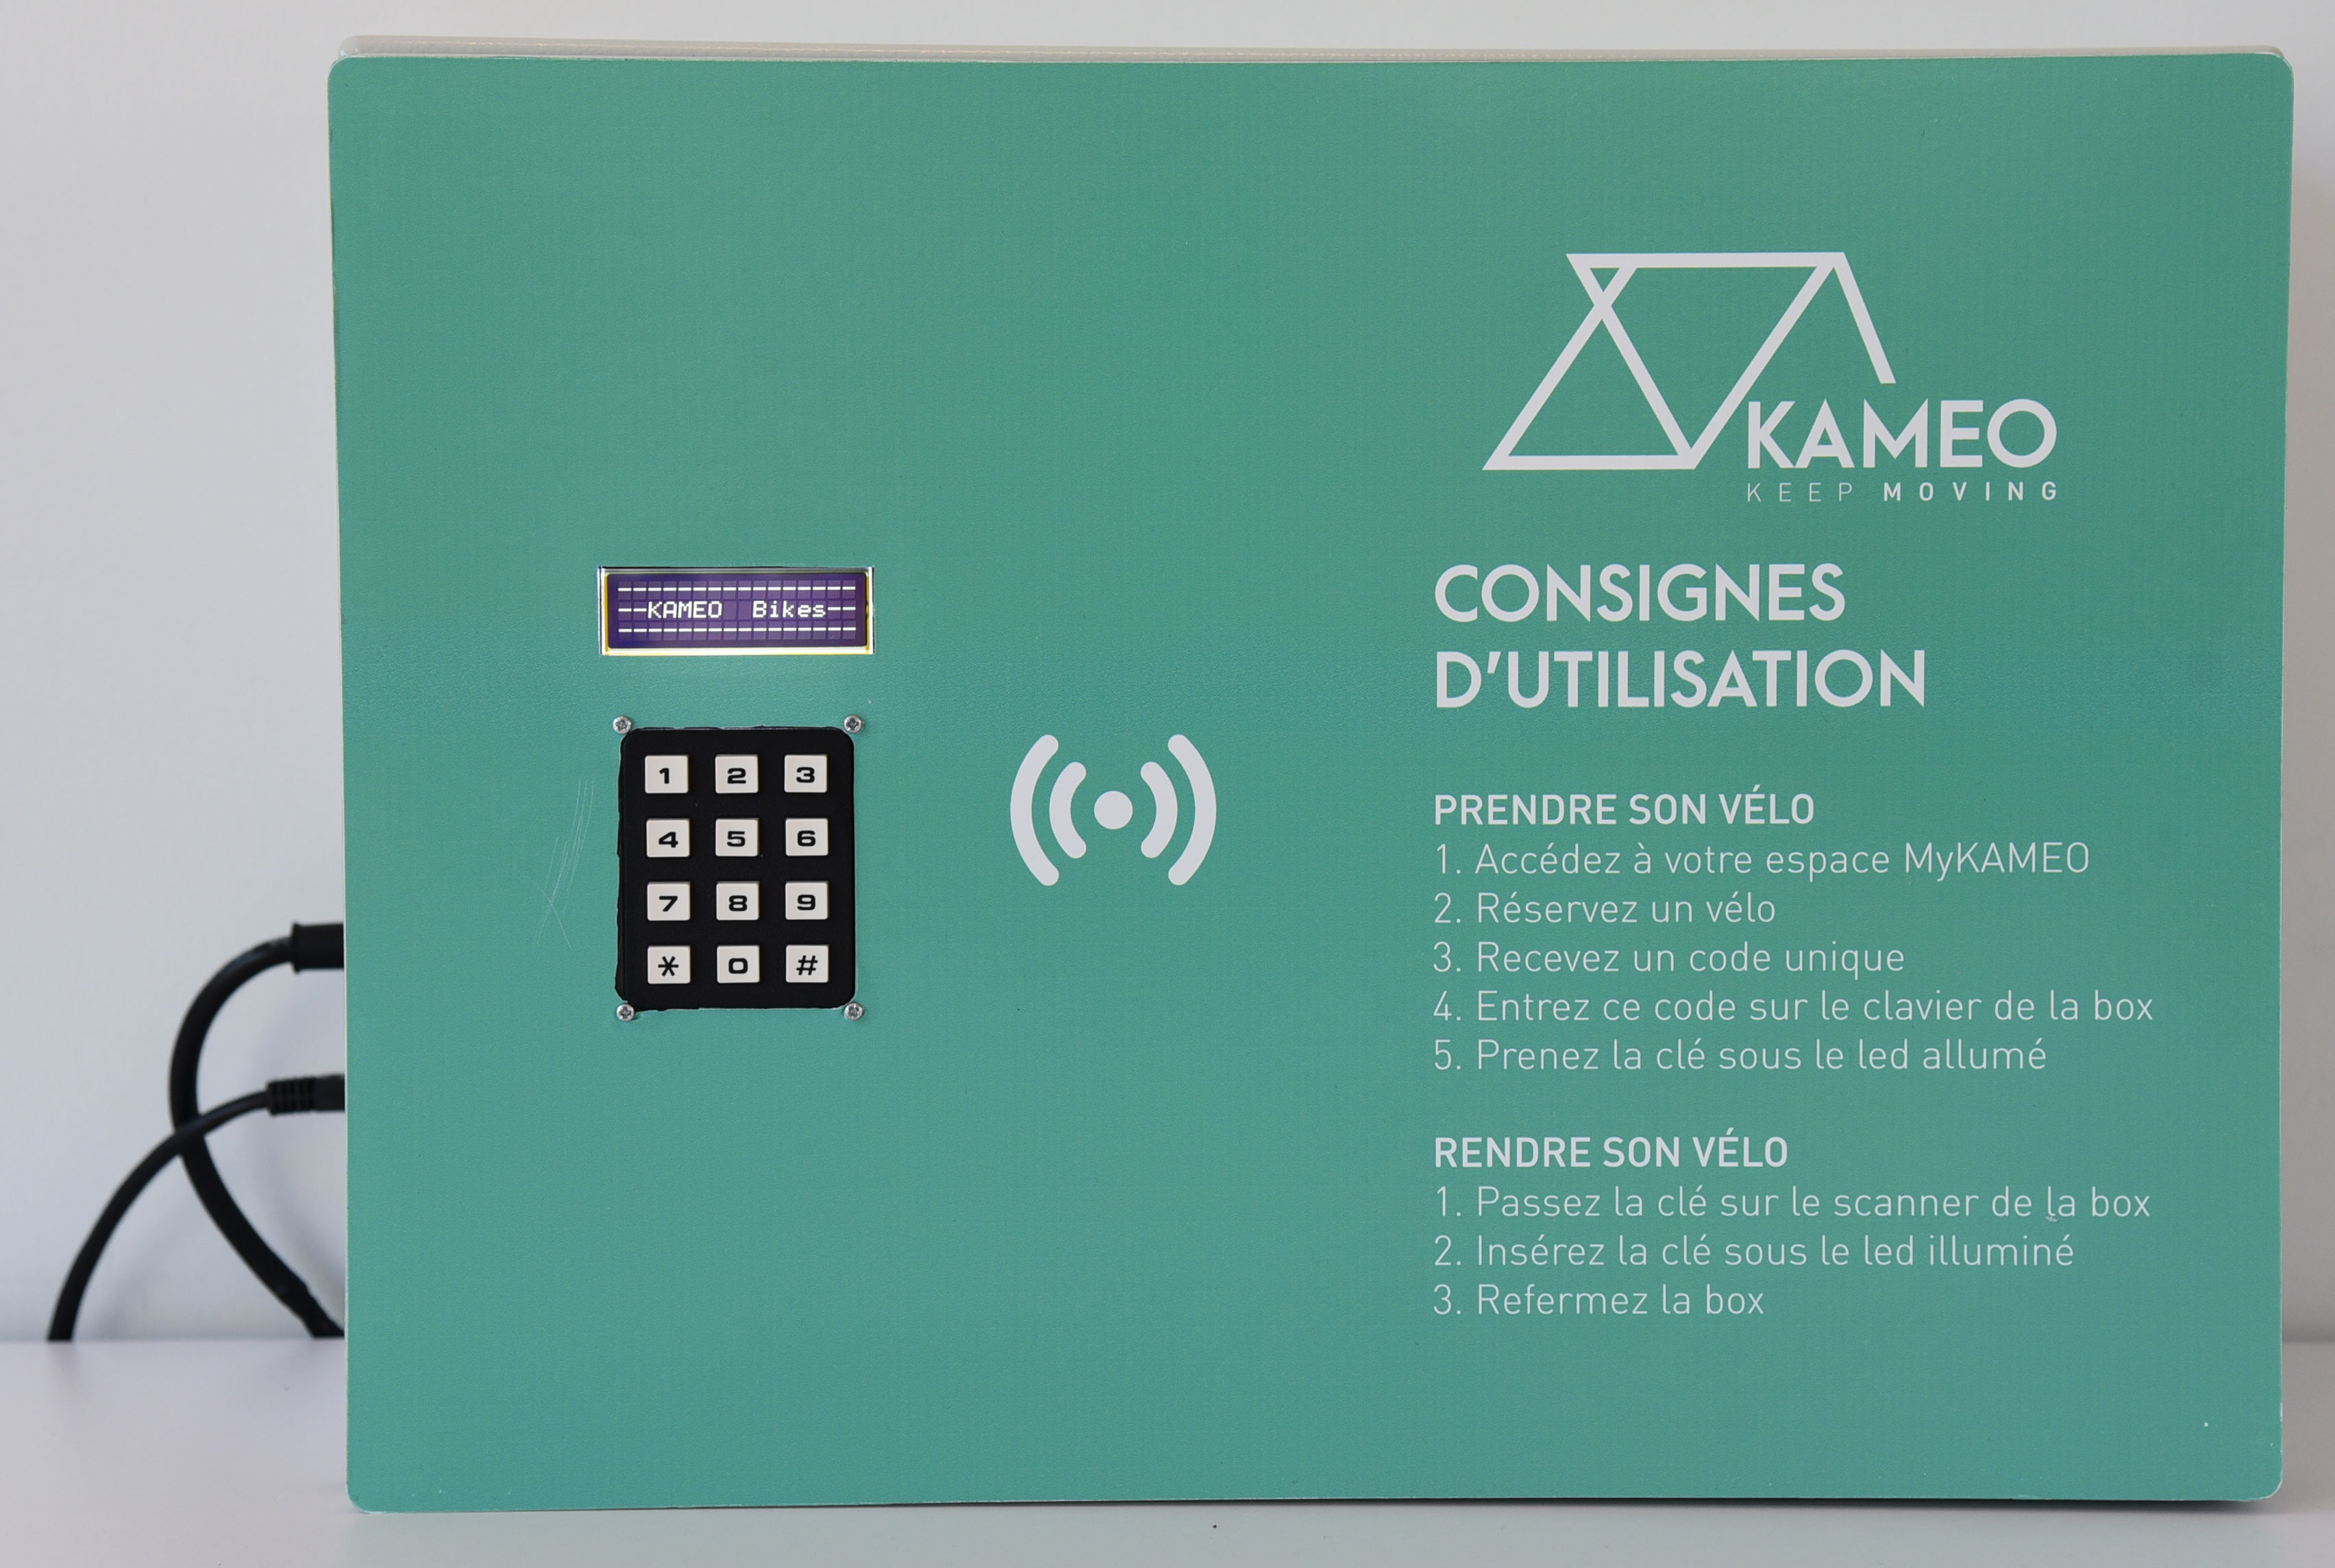 KAMEO
KEEP MOVING
--KAMEO  Bikes--
1 2 3
4 5 6
7 8 9
* 0 #
CONSIGNES
D'UTILISATION
PRENDRE SON VÉLO
1. Accédez à votre espace MyKAMEO
2. Réservez un vélo
3. Recevez un code unique
4. Entrez ce code sur le clavier de la box
5. Prenez la clé sous le led allumé
RENDRE SON VÉLO
1. Passez la clé sur le scanner de la box
2. Insérez la clé sous le led illuminé
3. Refermez la box